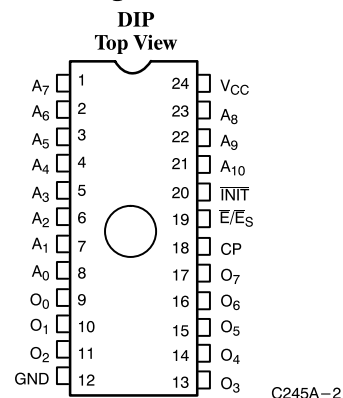 DIP
Top View
A7 1 24 VCC
A6 2 23 A8
A5 3 22 A9
A4 4 21 A10
A3 5 20 I̅N̅I̅T̅
A2 6 19 E̅/E̅S
A1 7 18 CP
A0 8 17 O7
O0 9 16 O6
O1 10 15 O5
O2 11 14 O4
GND 12 13 O3
C245A–2